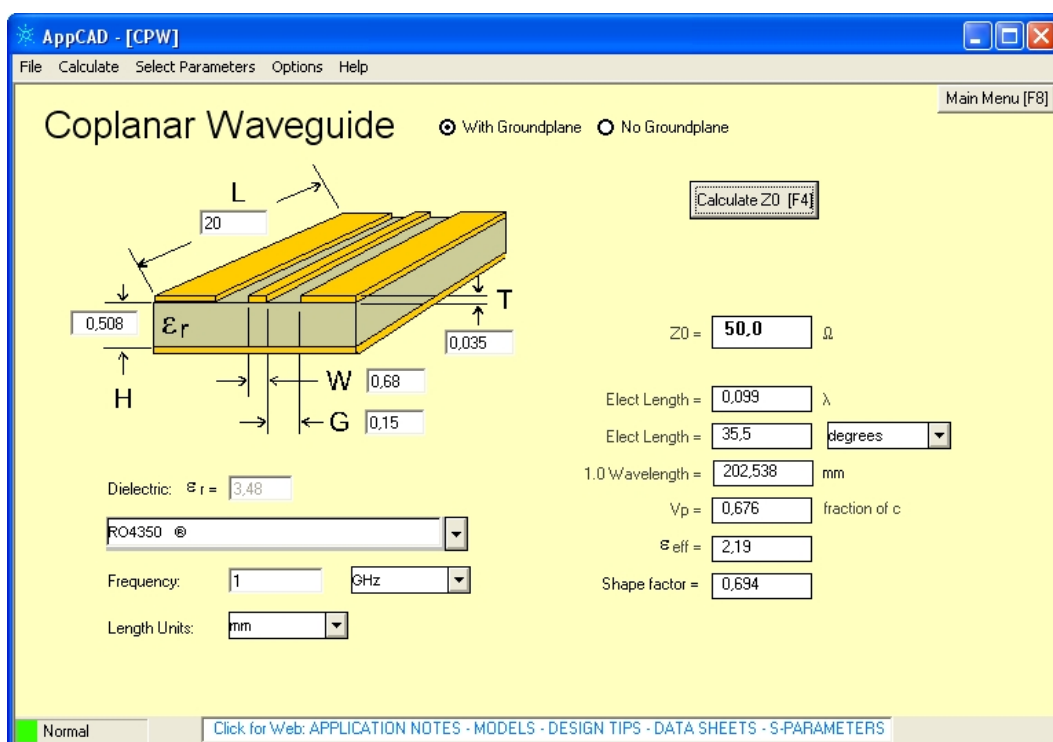 AppCAD - [CPW]
File Calculate Select Parameters Options Help
Main Menu [F8]
Coplanar Waveguide
With Groundplane No Groundplane
L
20
Calculate Z0 [F4]
0,508
εr
T
0,035
H
W 0,68
G 0,15
Z0 = 50,0 Ω
Elect Length = 0,099 λ
Elect Length = 35,5 degrees
1.0 Wavelength = 202,538 mm
Vp = 0,676 fraction of c
εeff = 2,19
Shape factor = 0,694
Dielectric: εr = 3,48
RO4350 ®
Frequency: 1 GHz
Length Units: mm
Normal
Click for Web: APPLICATION NOTES - MODELS - DESIGN TIPS - DATA SHEETS - S-PARAMETERS